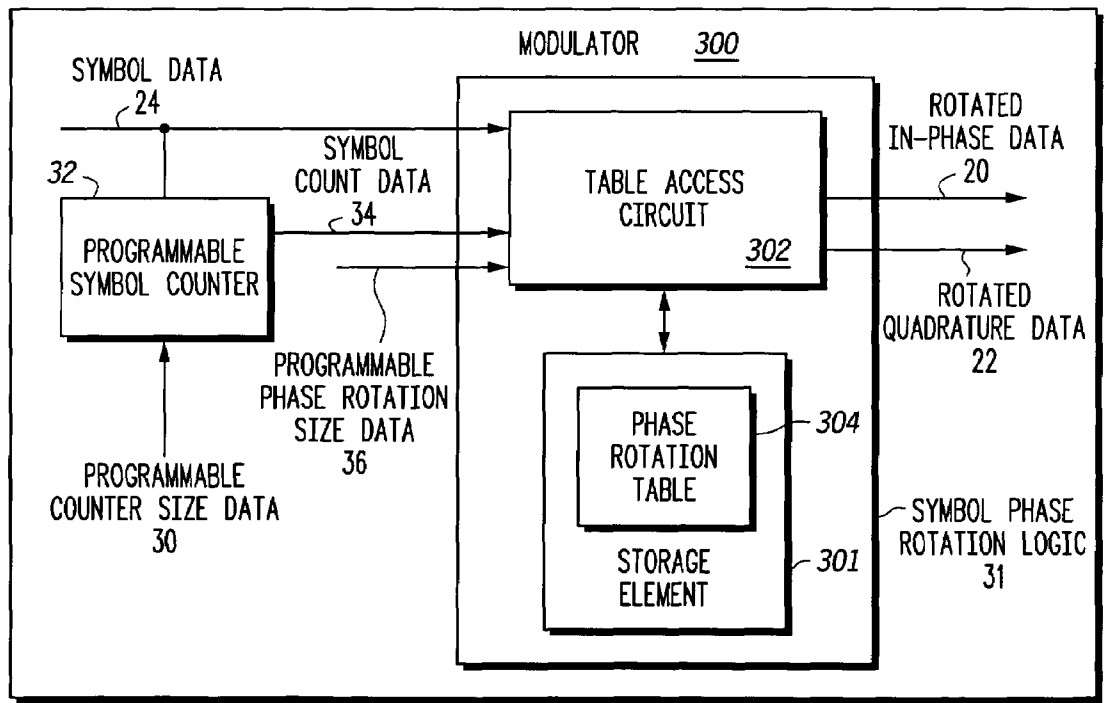 MODULATOR 300
SYMBOL DATA
24
32
PROGRAMMABLE
SYMBOL COUNTER
SYMBOL
COUNT DATA
34
TABLE ACCESS
CIRCUIT
302
ROTATED
IN-PHASE DATA
20
ROTATED
QUADRATURE DATA
22
PROGRAMMABLE
PHASE ROTATION
SIZE DATA
36
PROGRAMMABLE
COUNTER SIZE DATA
30
PHASE
ROTATION
TABLE
304
STORAGE
ELEMENT
301
SYMBOL PHASE
ROTATION LOGIC
31